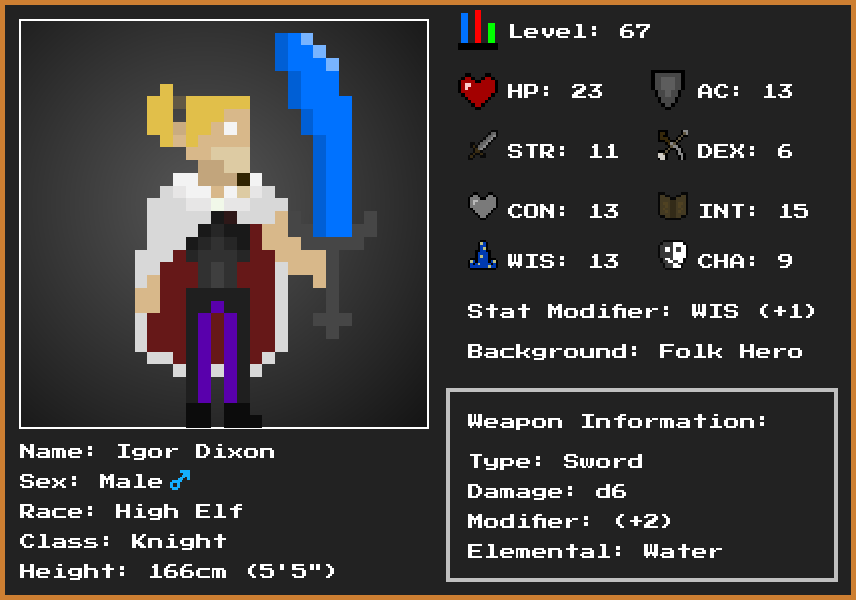 Level: 67
HP: 23 AC: 13
STR: 11 DEX: 6
CON: 13 INT: 15
WIS: 13 CHA: 9
Stat Modifier: WIS (+1)
Background: Folk Hero
Weapon Information:
Type: Sword
Damage: d6
Modifier: (+2)
Elemental: Water
Name: Igor Dixon
Sex: Male♂
Race: High Elf
Class: Knight
Height: 166cm (5'5")